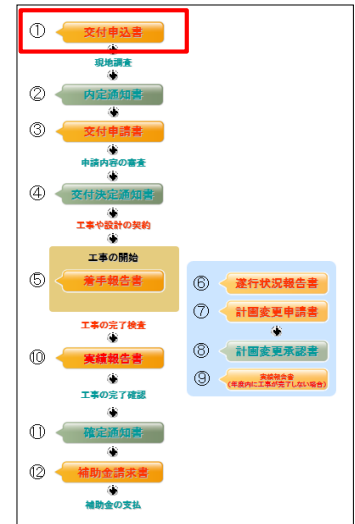 ① 交付申込書
現地調査
② 内定通知書
③ 交付申請書
申請内容の審査
④ 交付決定通知書
工事や設計の契約
工事の開始
⑤ 着手報告書
工事の完了検査
⑩ 実績報告書
工事の完了確認
⑪ 確定通知書
⑫ 補助金請求書
補助金の支払
⑥ 遂行状況報告書
⑦ 計画変更申請書
⑧ 計画変更承認書
⑨ 実績報告書
(年度内に工事が完了しない場合)